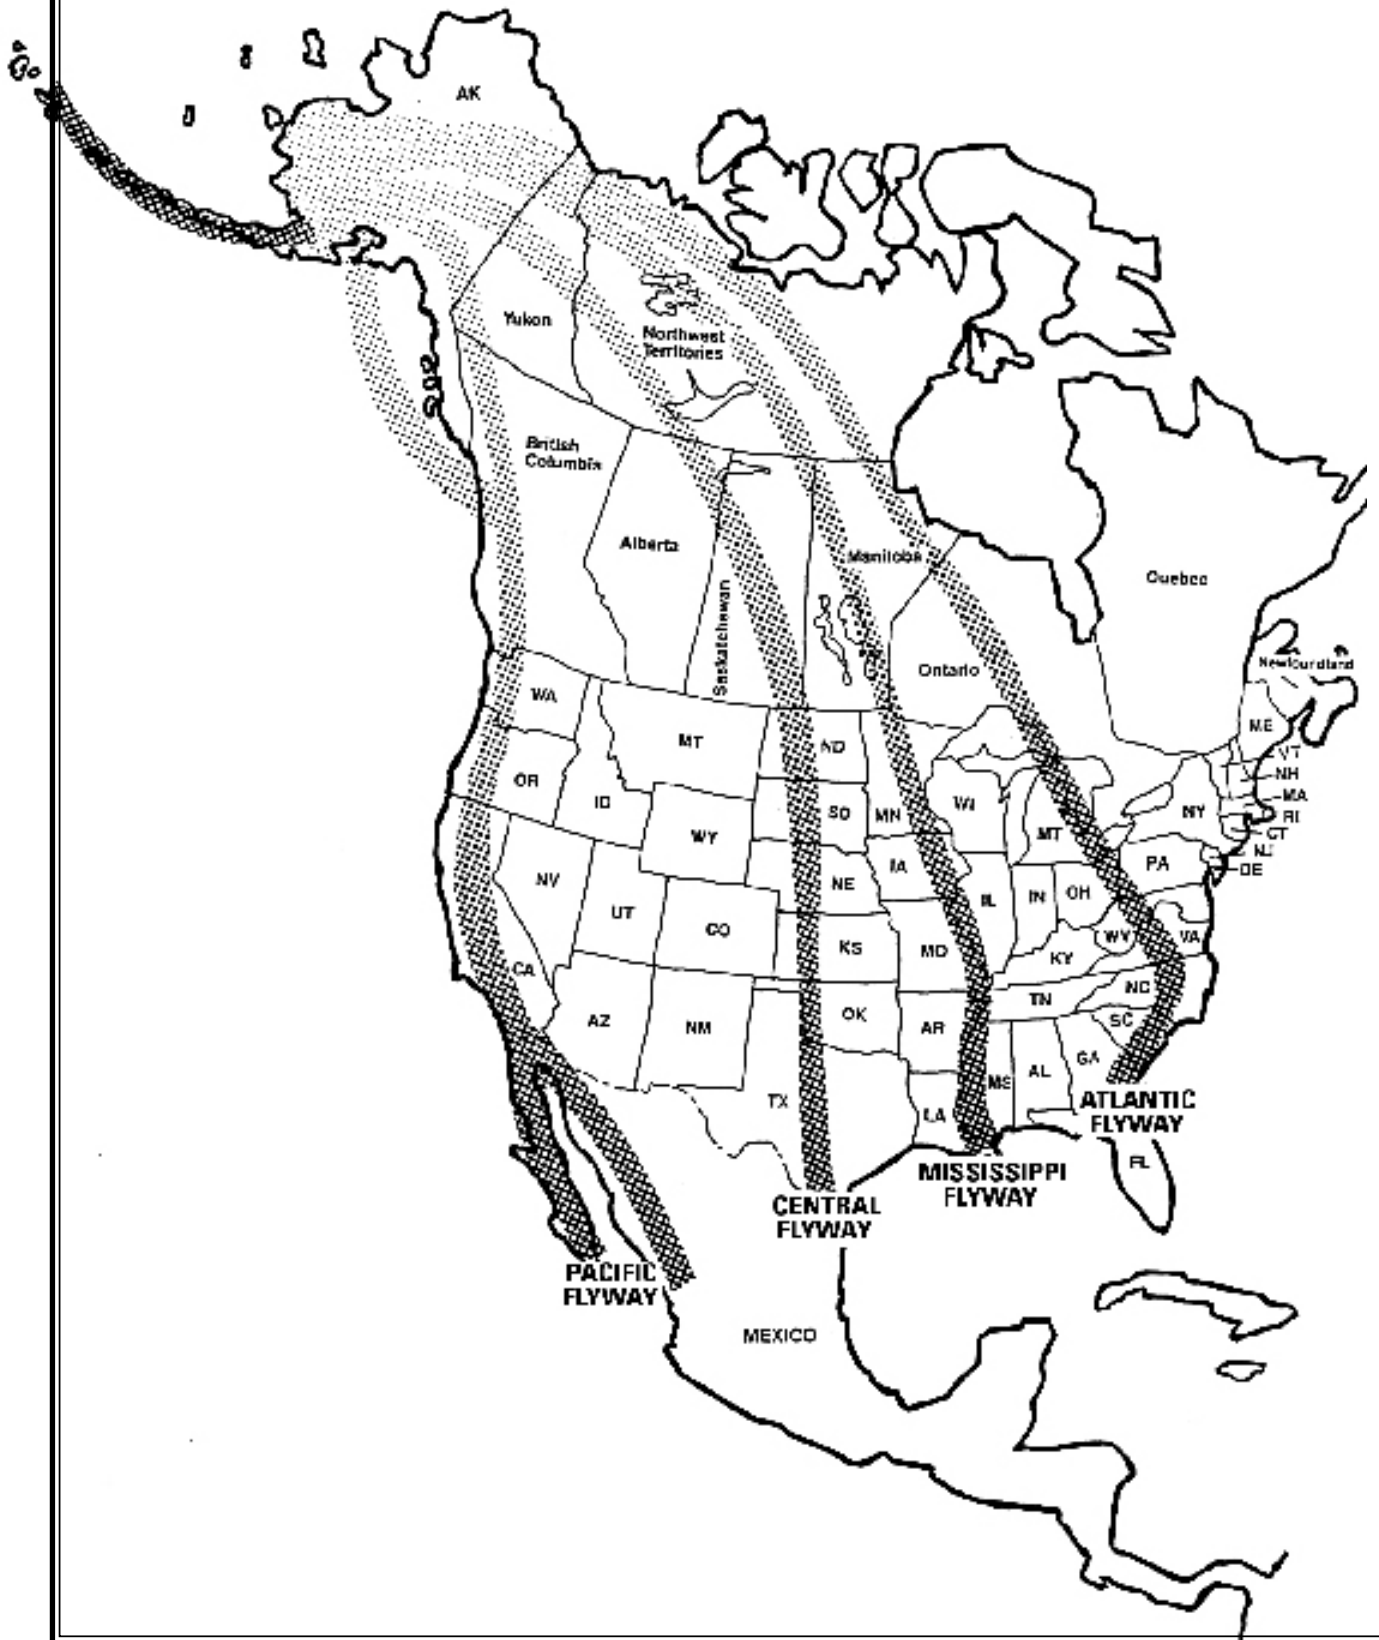 AK
Yukon
Northwest
Territories
British
Columbia
Alberta
Saskatchewan
Manitoba
Ontario
Quebec
Newfoundland
WA
MT
ND
ME
VT
NH
MA
RI
CT
NJ
DE
OR
ID
WY
SD
MN
WI
MT
NY
PA
NV
UT
CO
NE
IA
IL
IN
OH
WV
VA
CA
KS
MO
KY
AZ
NM
OK
AR
TN
NC
SC
TX
LA
MS
AL
GA
FL
ATLANTIC
FLYWAY
MISSISSIPPI
FLYWAY
CENTRAL
FLYWAY
PACIFIC
FLYWAY
MEXICO